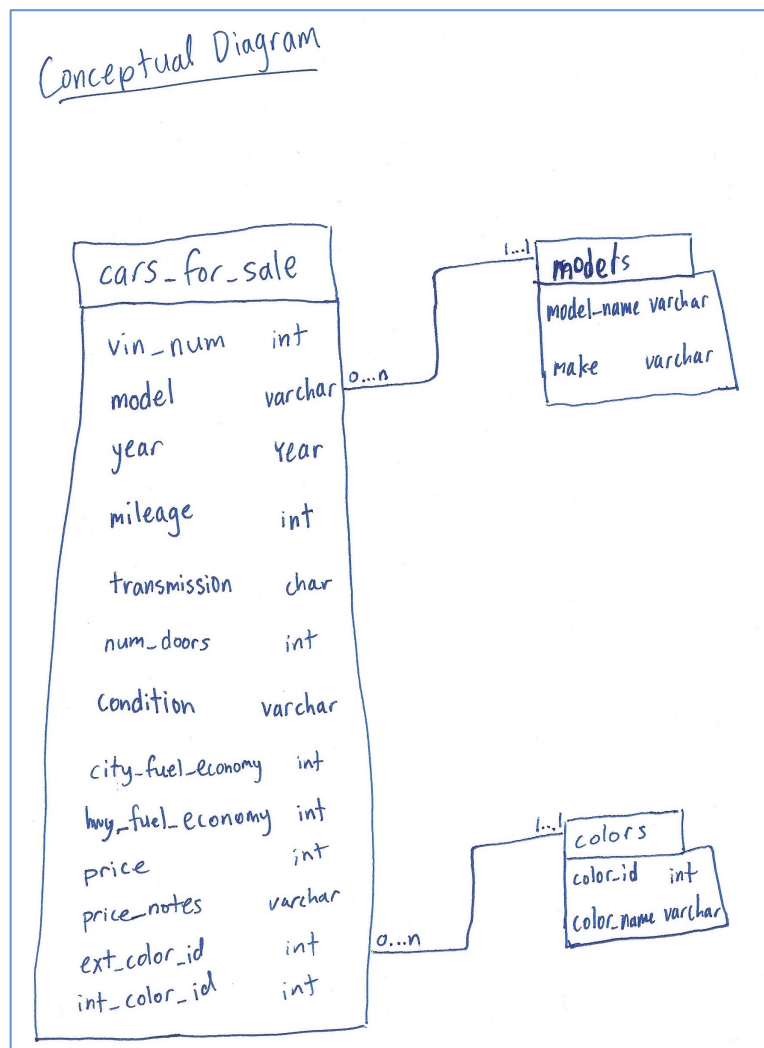 Conceptual Diagram
cars_for_sale
vin_num int
model varchar
year Year
mileage int
transmission char
num_doors int
condition varchar
city_fuel_economy int
hwy_fuel_economy int
price int
price_notes varchar
ext_color_id int
int_color_id int
0...n
1...1
models
model_name varchar
make varchar
0...n
1...1
colors
color_id int
color_name varchar